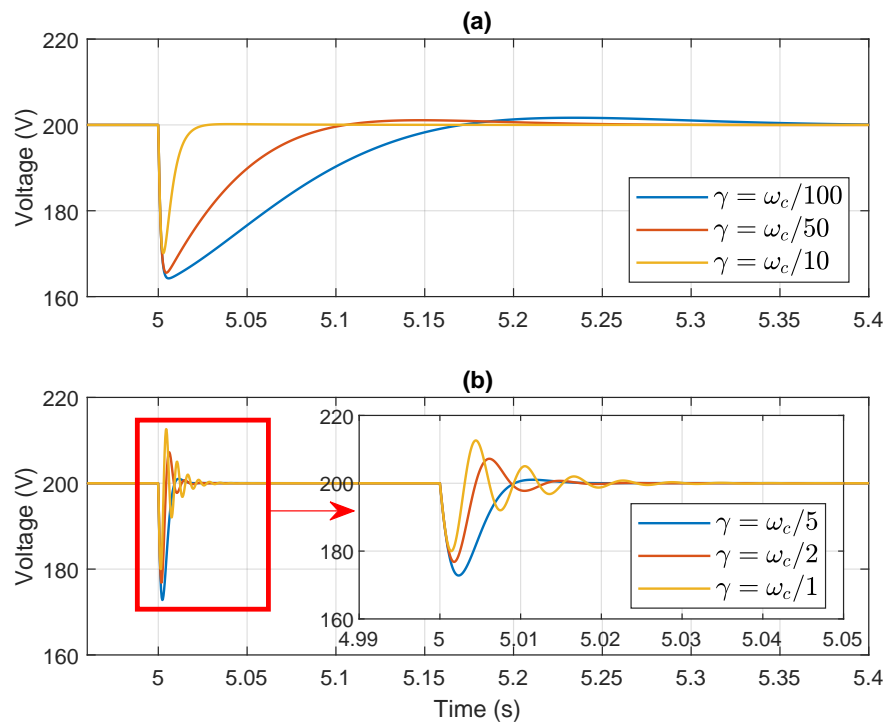 (a)
220
200
180
160
Voltage (V)
γ = ω_c/100
γ = ω_c/50
γ = ω_c/10
5 5.05 5.1 5.15 5.2 5.25 5.3 5.35 5.4
(b)
220
200
180
160
Voltage (V)
220
200
180
160
γ = ω_c/5
γ = ω_c/2
γ = ω_c/1
4.99 5 5.01 5.02 5.03 5.04 5.05
5 5.05 5.1 5.15 5.2 5.25 5.3 5.35 5.4
Time (s)